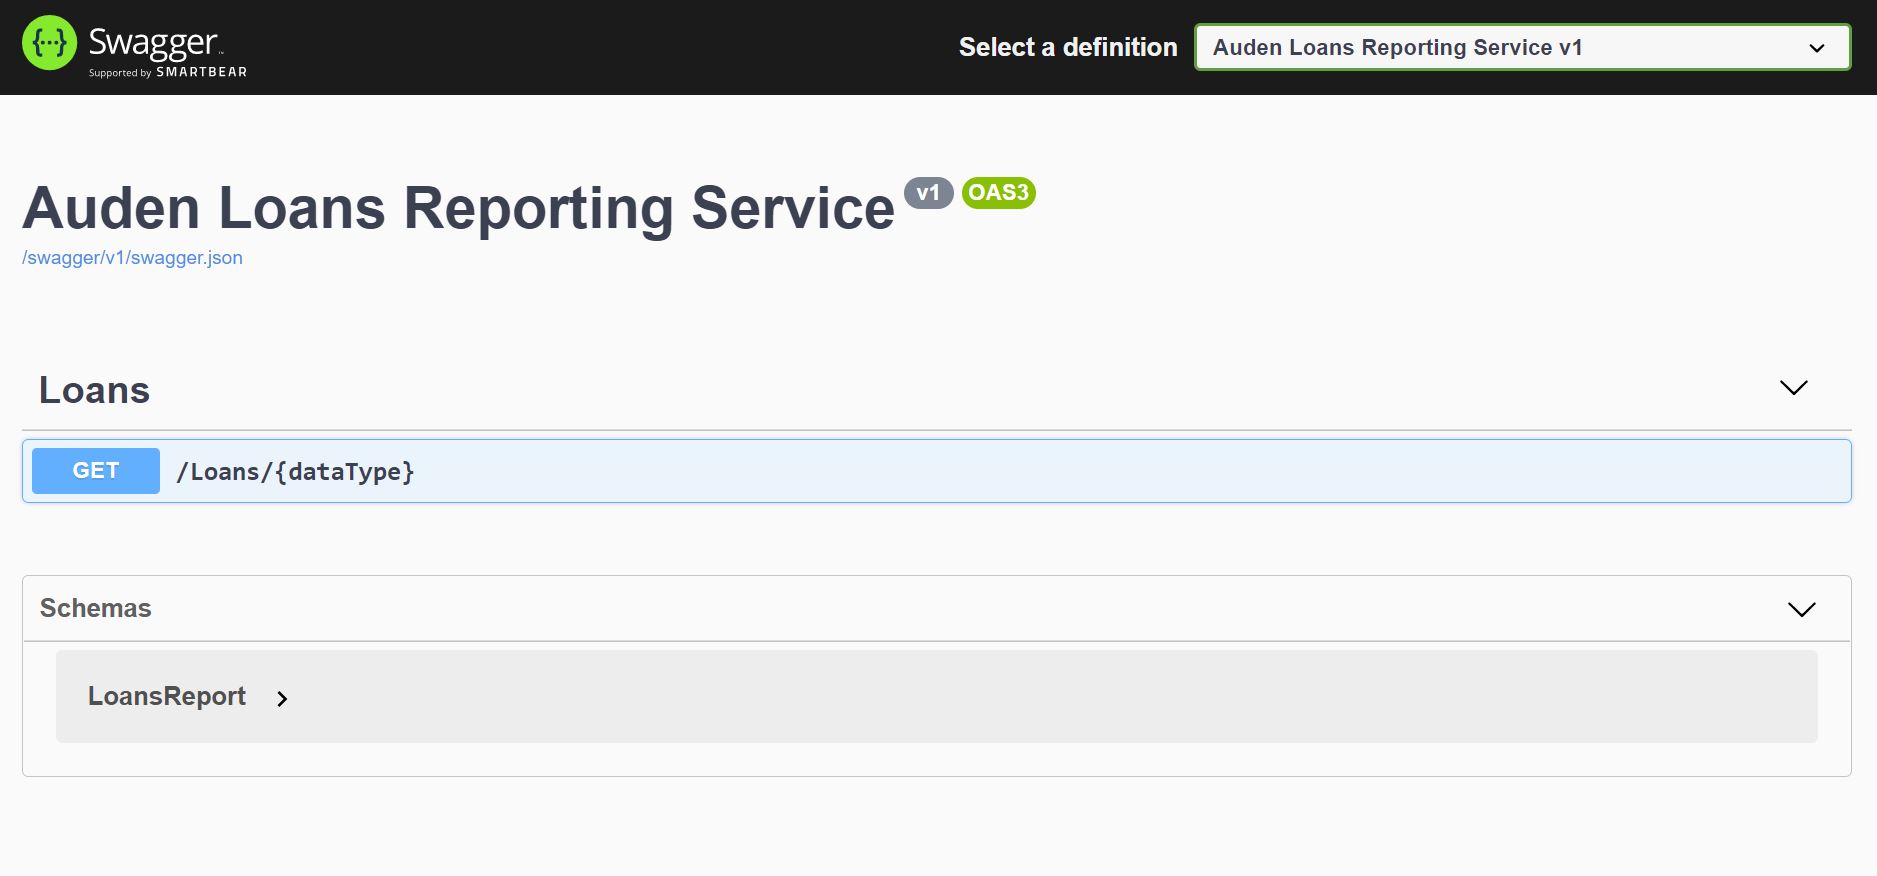 Swagger™
Supported by SMARTBEAR
Select a definition
Auden Loans Reporting Service v1
Auden Loans Reporting Service v1 OAS3
/swagger/v1/swagger.json
Loans
GET /Loans/{dataType}
Schemas
LoansReport